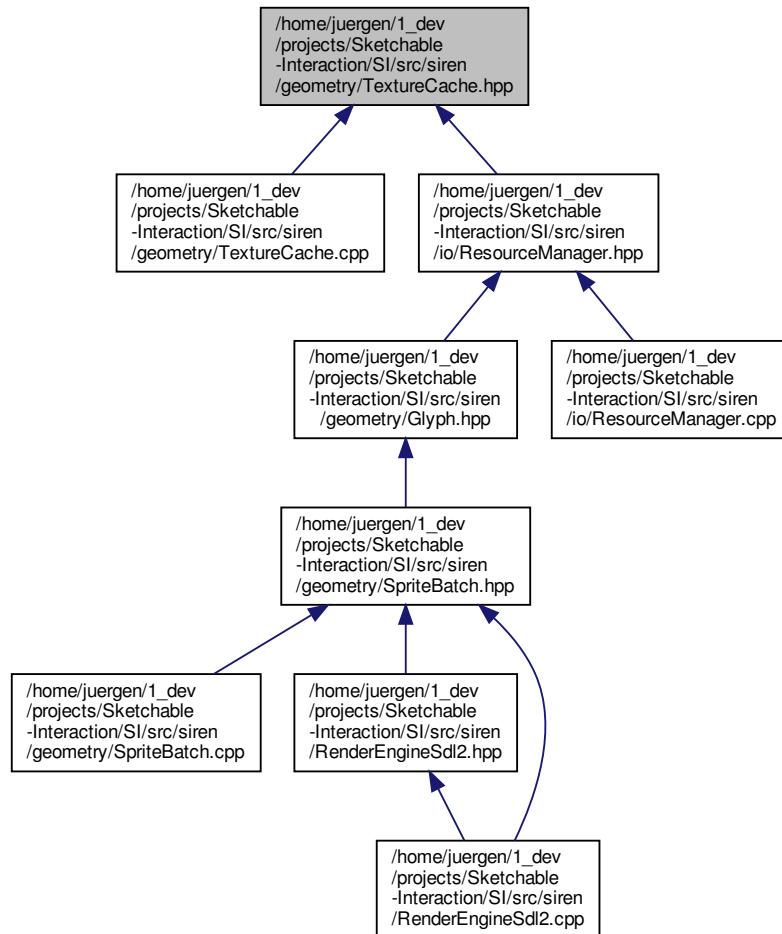 /home/juergen/1_dev
/projects/Sketchable
-Interaction/SI/src/siren
/geometry/TextureCache.hpp
/home/juergen/1_dev
/projects/Sketchable
-Interaction/SI/src/siren
/geometry/TextureCache.cpp
/home/juergen/1_dev
/projects/Sketchable
-Interaction/SI/src/siren
/io/ResourceManager.hpp
/home/juergen/1_dev
/projects/Sketchable
-Interaction/SI/src/siren
/geometry/Glyph.hpp
/home/juergen/1_dev
/projects/Sketchable
-Interaction/SI/src/siren
/io/ResourceManager.cpp
/home/juergen/1_dev
/projects/Sketchable
-Interaction/SI/src/siren
/geometry/SpriteBatch.hpp
/home/juergen/1_dev
/projects/Sketchable
-Interaction/SI/src/siren
/geometry/SpriteBatch.cpp
/home/juergen/1_dev
/projects/Sketchable
-Interaction/SI/src/siren
/RenderEngineSdl2.hpp
/home/juergen/1_dev
/projects/Sketchable
-Interaction/SI/src/siren
/RenderEngineSdl2.cpp